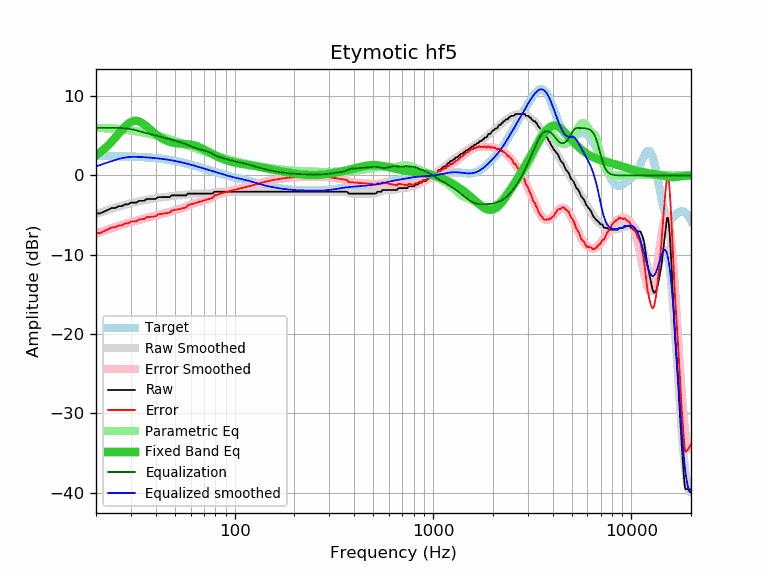 Etymotic hf5
10
0
−10
−20
−30
−40
Amplitude (dBr)
Target
Raw Smoothed
Error Smoothed
Raw
Error
Parametric Eq
Fixed Band Eq
Equalization
Equalized smoothed
100
1000
10000
Frequency (Hz)